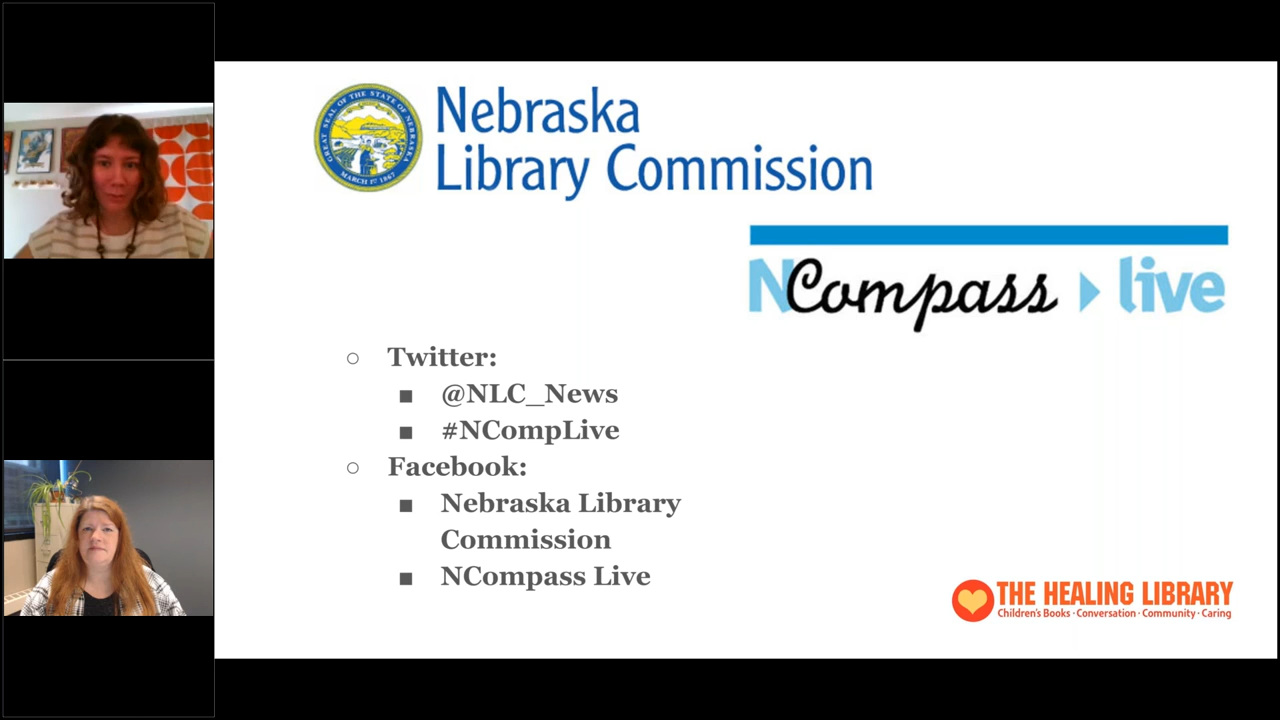 GREAT SEAL OF THE STATE OF NEBRASKA
MARCH 1ST 1867
Nebraska
Library Commission
NCompass live
Twitter:
@NLC_News
#NCompLive
Facebook:
Nebraska Library
Commission
NCompass Live
THE HEALING LIBRARY
Children's Books · Conversation · Community · Caring